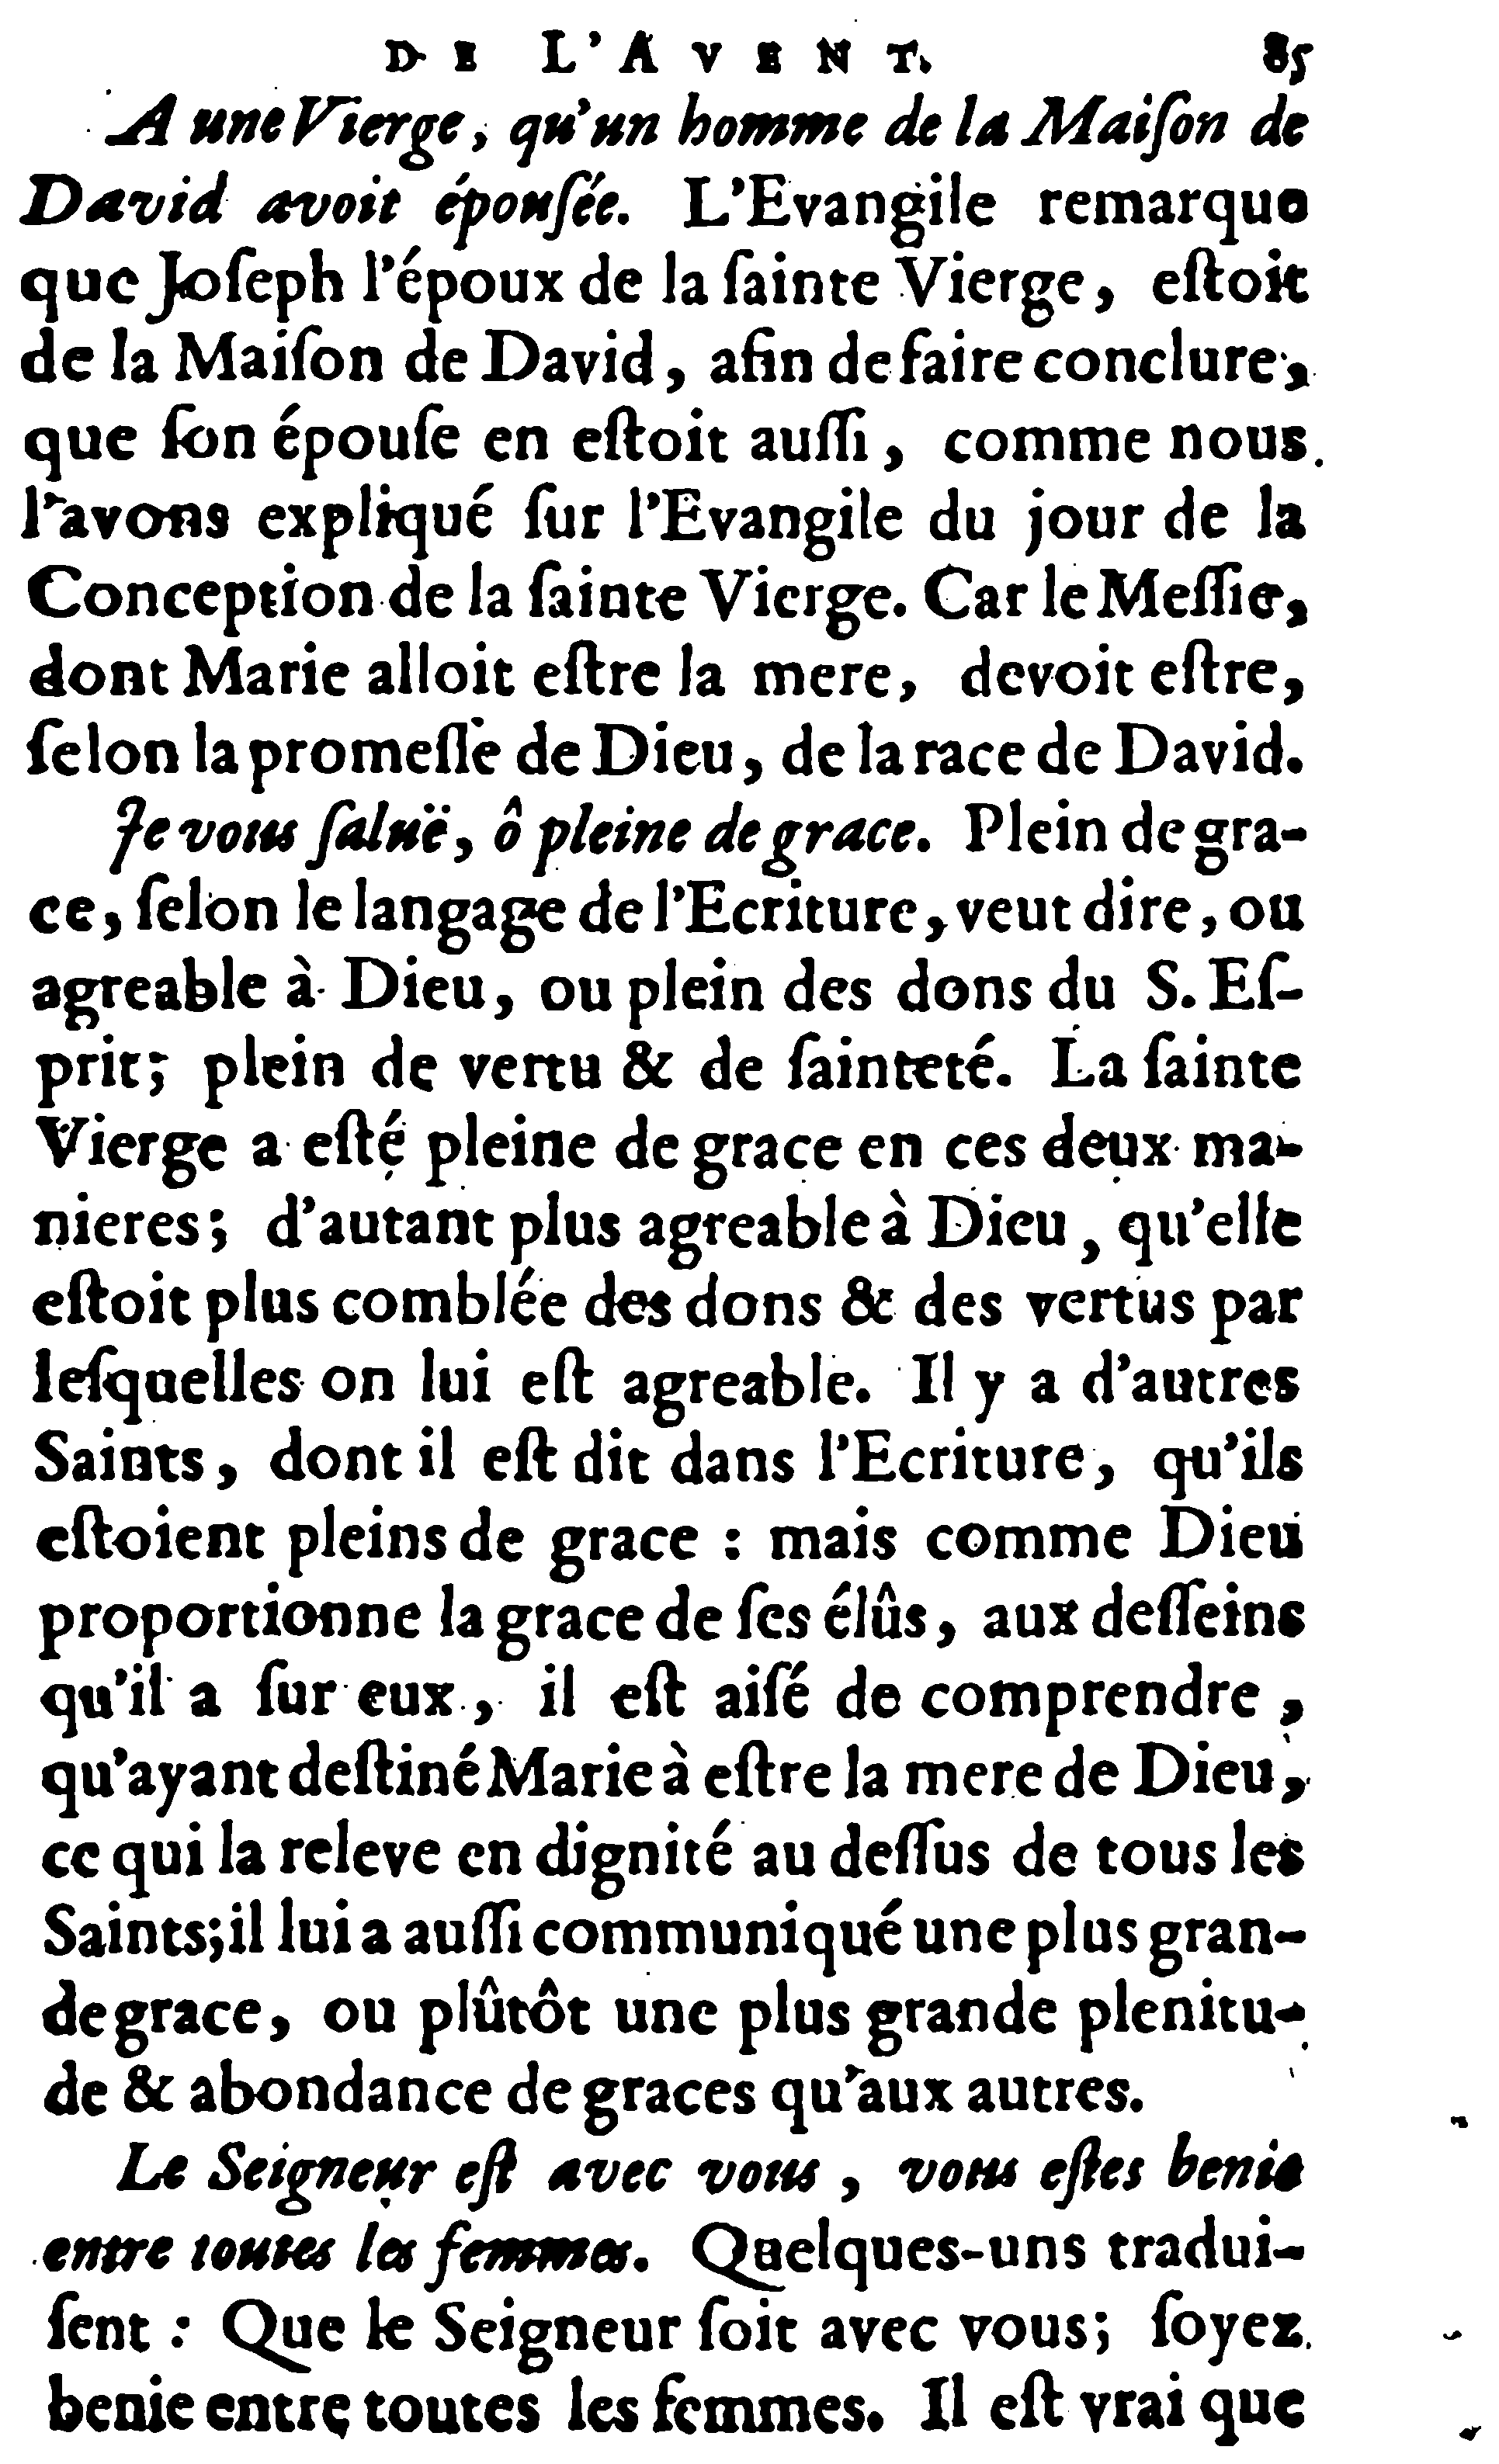 DE L'AVENT. 85
A une Vierge, qu'un homme de la Maiſon de
David avoit épouſée. L'Evangile remarque
que Joſeph l'époux de la ſainte Vierge, eſtoit
de la Maiſon de David, afin de faire conclure,
que ſon épouſe en eſtoit auſſi, comme nous
l'avons expliqué ſur l'Evangile du jour de la
Conception de la ſainte Vierge. Car le Meſſie,
dont Marie alloit eſtre la mere, devoit eſtre,
ſelon la promeſſe de Dieu, de la race de David.
Je vous ſaluë, ô pleine de grace. Plein de gra-
ce, ſelon le langage de l'Ecriture, veut dire, ou
agreable à Dieu, ou plein des dons du S. Eſ-
prit; plein de vertu & de ſainteté. La ſainte
Vierge a eſté pleine de grace en ces deux ma-
nieres; d'autant plus agreable à Dieu, qu'elle
eſtoit plus comblée des dons & des vertus par
leſquelles on lui eſt agreable. Il y a d'autres
Saints, dont il eſt dit dans l'Ecriture, qu'ils
eſtoient pleins de grace : mais comme Dieu
proportionne la grace de ſes élûs, aux deſſeins
qu'il a ſur eux, il eſt aiſé de comprendre,
qu'ayant deſtiné Marie à eſtre la mere de Dieu,
ce qui la releve en dignité au deſſus de tous les
Saints; il lui a auſſi communiqué une plus gran-
de grace, ou plûtôt une plus grande plenitu-
de & abondance de graces qu'aux autres.
Le Seigneur eſt avec vous, vous eſtes benie
entre toutes les femmes. Quelques-uns tradui-
ſent : Que le Seigneur ſoit avec vous; ſoyez
benie entre toutes les femmes. Il eſt vrai que